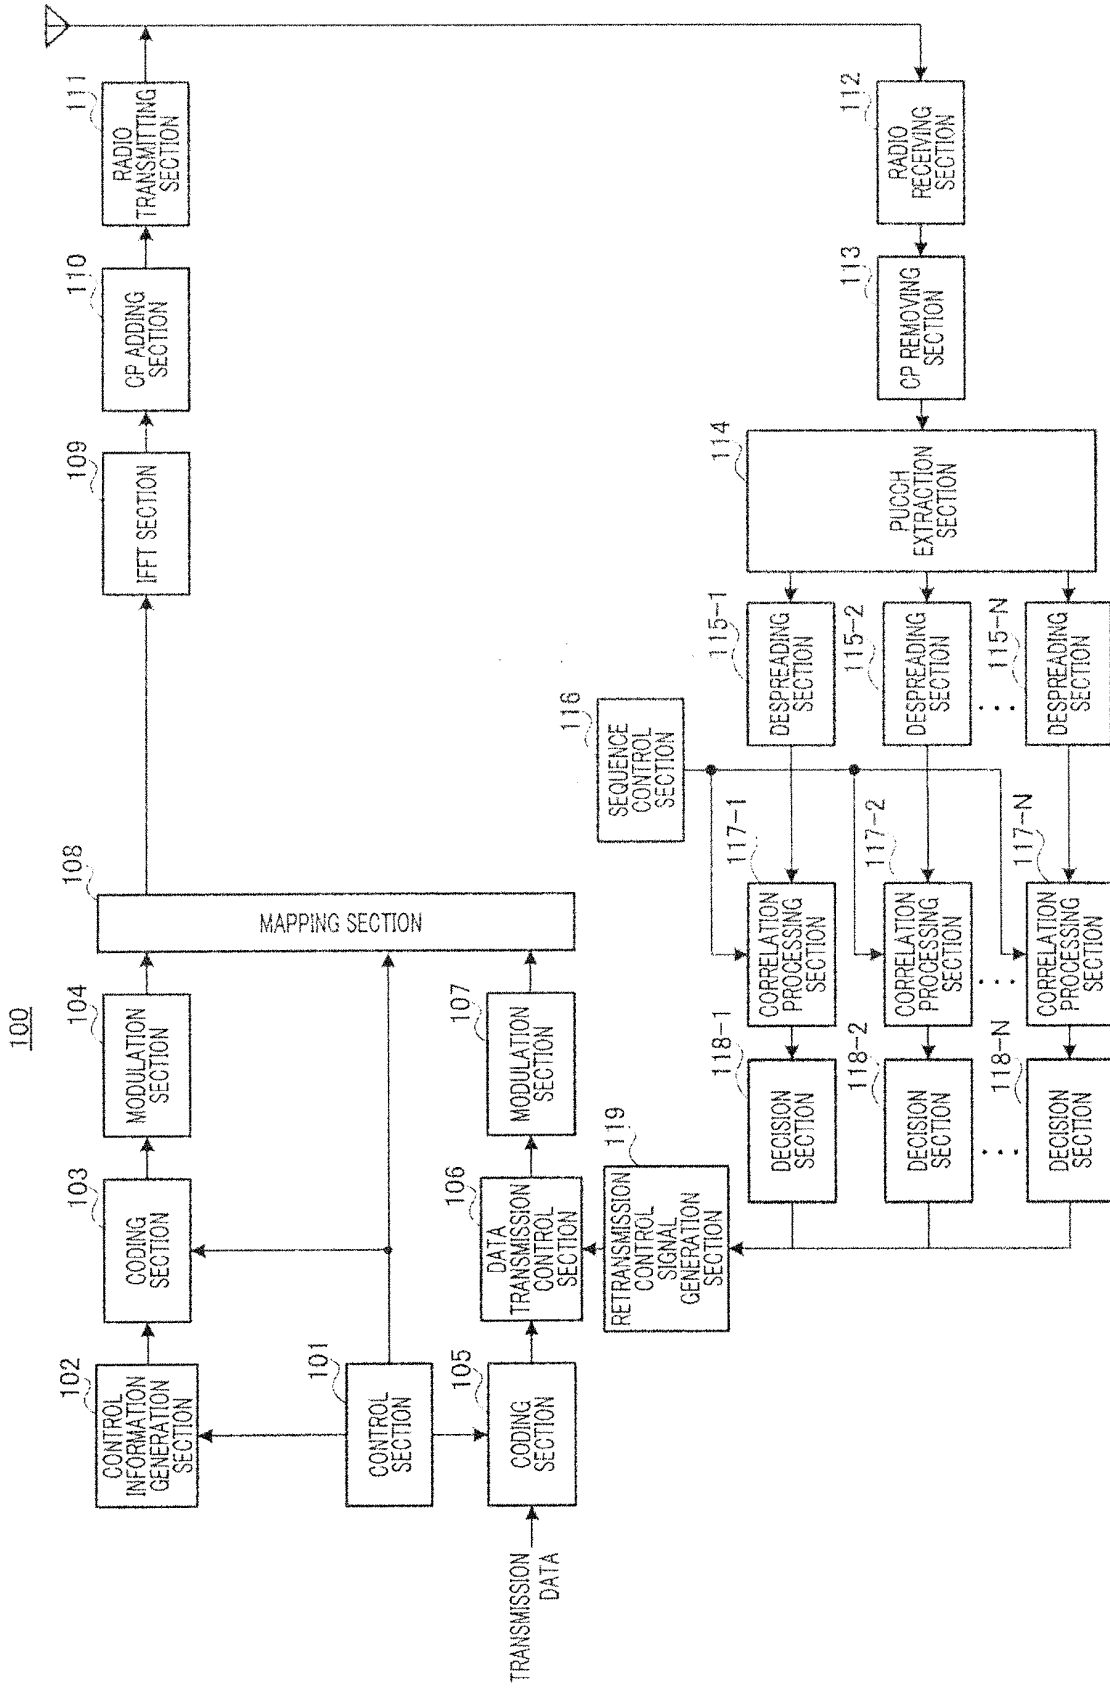 100
102
CONTROL
INFORMATION
GENERATION
SECTION
103
CODING
SECTION
104
MODULATION
SECTION
108
MAPPING SECTION
109
IFFT SECTION
110
CP ADDING
SECTION
111
RADIO
TRANSMITTING
SECTION
101
CONTROL
SECTION
TRANSMISSION
DATA
105
CODING
SECTION
106
DATA
TRANSMISSION
CONTROL
SECTION
107
MODULATION
SECTION
119
RETRANSMISSION
CONTROL
SIGNAL
GENERATION
SECTION
116
SEQUENCE
CONTROL
SECTION
118-1
DECISION
SECTION
117-1
CORRELATION
PROCESSING
SECTION
115-1
DESPREADING
SECTION
118-2
DECISION
SECTION
117-2
CORRELATION
PROCESSING
SECTION
115-2
DESPREADING
SECTION
...
...
...
118-N
DECISION
SECTION
117-N
CORRELATION
PROCESSING
SECTION
115-N
DESPREADING
SECTION
114
PUCCH
EXTRACTION
SECTION
113
CP REMOVING
SECTION
112
RADIO
RECEIVING
SECTION